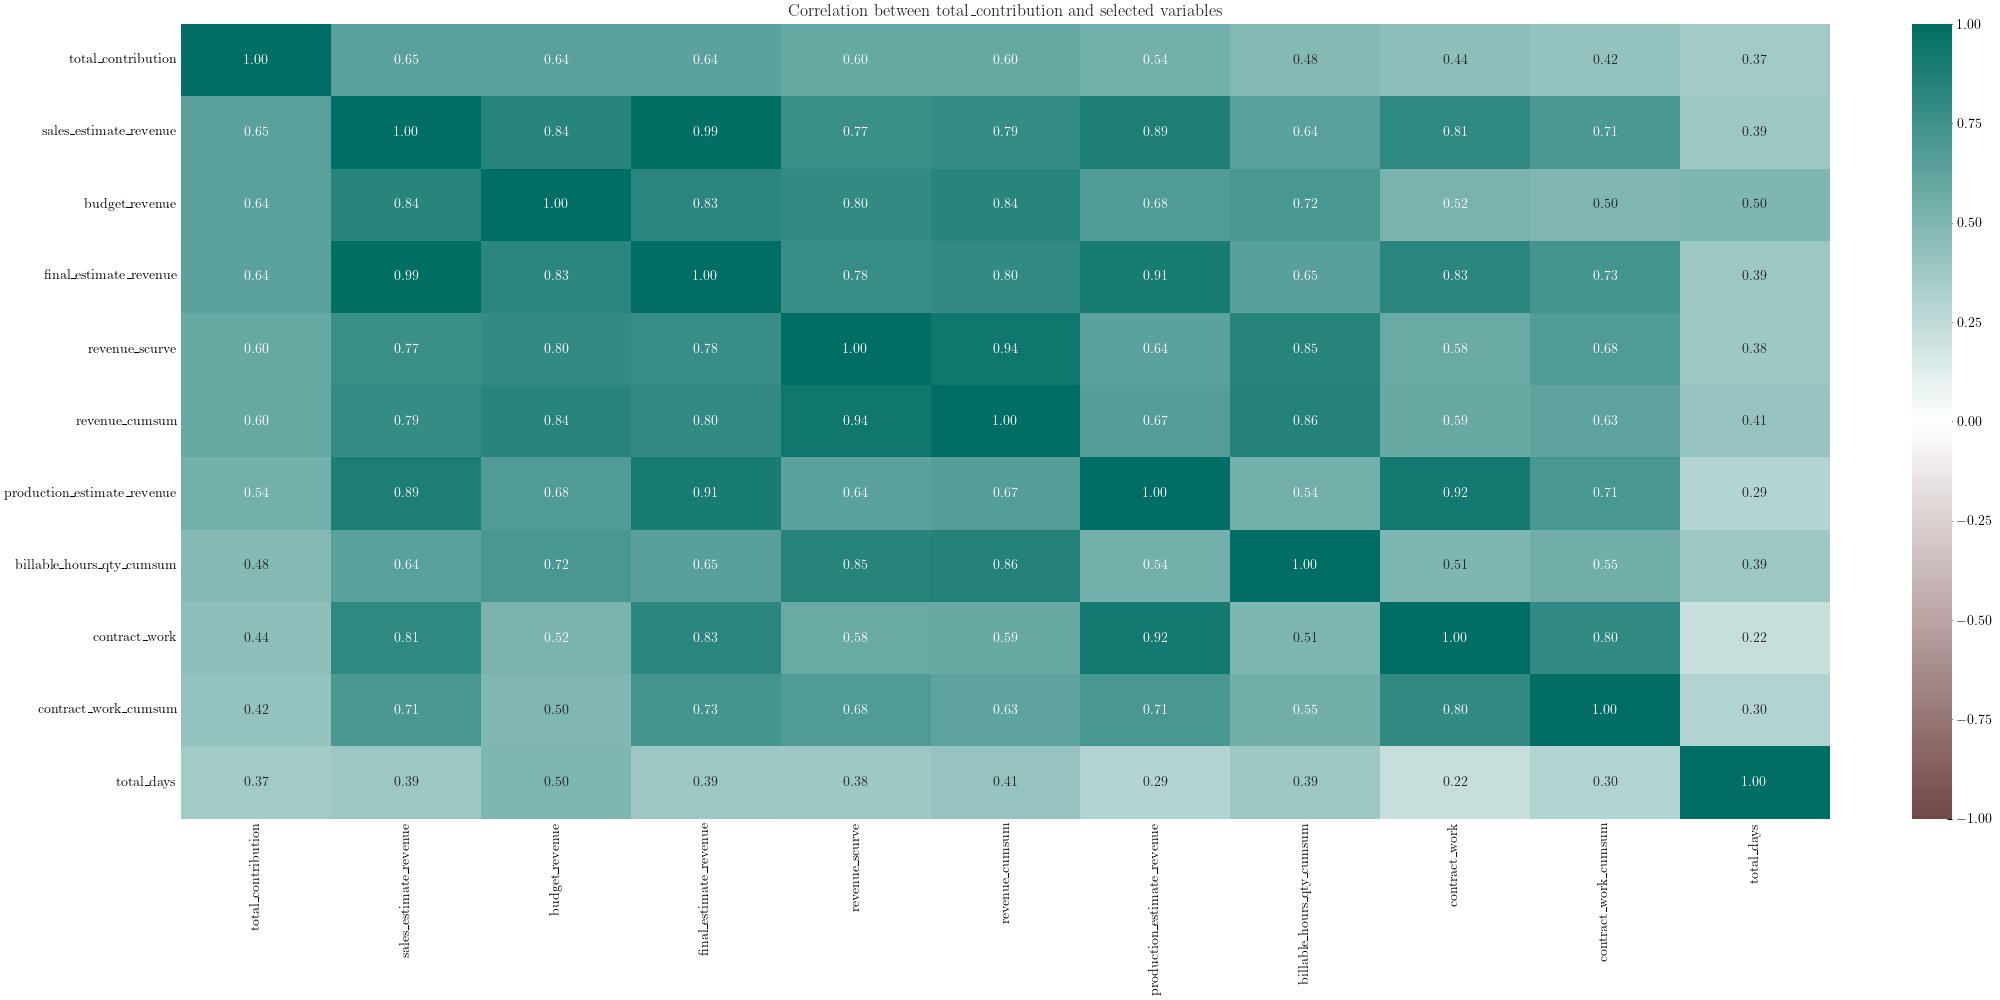 Correlation between total_contribution and selected variables
total_contribution 1.00 0.65 0.64 0.64 0.60 0.60 0.54 0.48 0.44 0.42 0.37
sales_estimate_revenue 0.65 1.00 0.84 0.99 0.77 0.79 0.89 0.64 0.81 0.71 0.39
budget_revenue 0.64 0.84 1.00 0.83 0.80 0.84 0.68 0.72 0.52 0.50 0.50
final_estimate_revenue 0.64 0.99 0.83 1.00 0.78 0.80 0.91 0.65 0.83 0.73 0.39
revenue_scurve 0.60 0.77 0.80 0.78 1.00 0.94 0.64 0.85 0.58 0.68 0.38
revenue_cumsum 0.60 0.79 0.84 0.80 0.94 1.00 0.67 0.86 0.59 0.63 0.41
production_estimate_revenue 0.54 0.89 0.68 0.91 0.64 0.67 1.00 0.54 0.92 0.71 0.29
billable_hours_qty_cumsum 0.48 0.64 0.72 0.65 0.85 0.86 0.54 1.00 0.51 0.55 0.39
contract_work 0.44 0.81 0.52 0.83 0.58 0.59 0.92 0.51 1.00 0.80 0.22
contract_work_cumsum 0.42 0.71 0.50 0.73 0.68 0.63 0.71 0.55 0.80 1.00 0.30
total_days 0.37 0.39 0.50 0.39 0.38 0.41 0.29 0.39 0.22 0.30 1.00
total_contribution
sales_estimate_revenue
budget_revenue
final_estimate_revenue
revenue_scurve
revenue_cumsum
production_estimate_revenue
billable_hours_qty_cumsum
contract_work
contract_work_cumsum
total_days
1.00
0.75
0.50
0.25
0.00
−0.25
−0.50
−0.75
−1.00